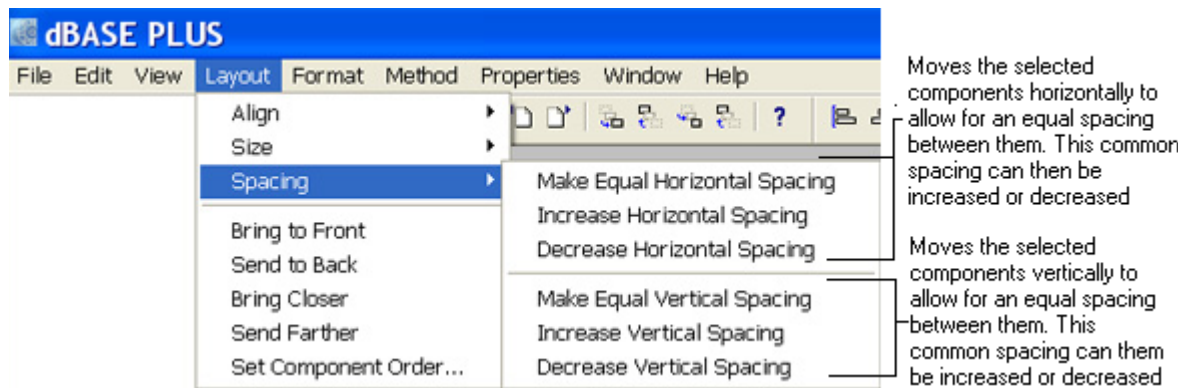 dBASE PLUS
File Edit View Layout Format Method Properties Window Help
Align
Size
Spacing
Bring to Front
Send to Back
Bring Closer
Send Farther
Set Component Order...
Make Equal Horizontal Spacing
Increase Horizontal Spacing
Decrease Horizontal Spacing
Make Equal Vertical Spacing
Increase Vertical Spacing
Decrease Vertical Spacing
?
Moves the selected
components horizontally to
allow for an equal spacing
between them. This common
spacing can then be
increased or decreased
Moves the selected
components vertically to
allow for an equal spacing
between them. This
common spacing can them
be increased or decreased